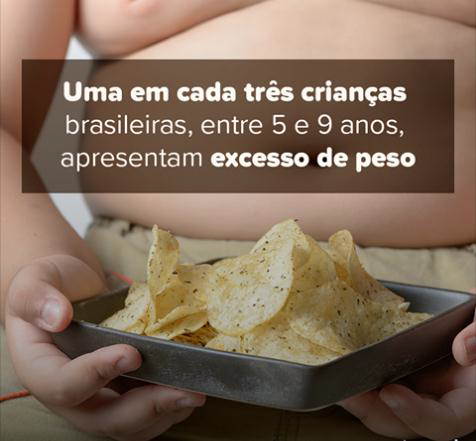 Uma em cada três crianças
brasileiras, entre 5 e 9 anos,
apresentam excesso de peso